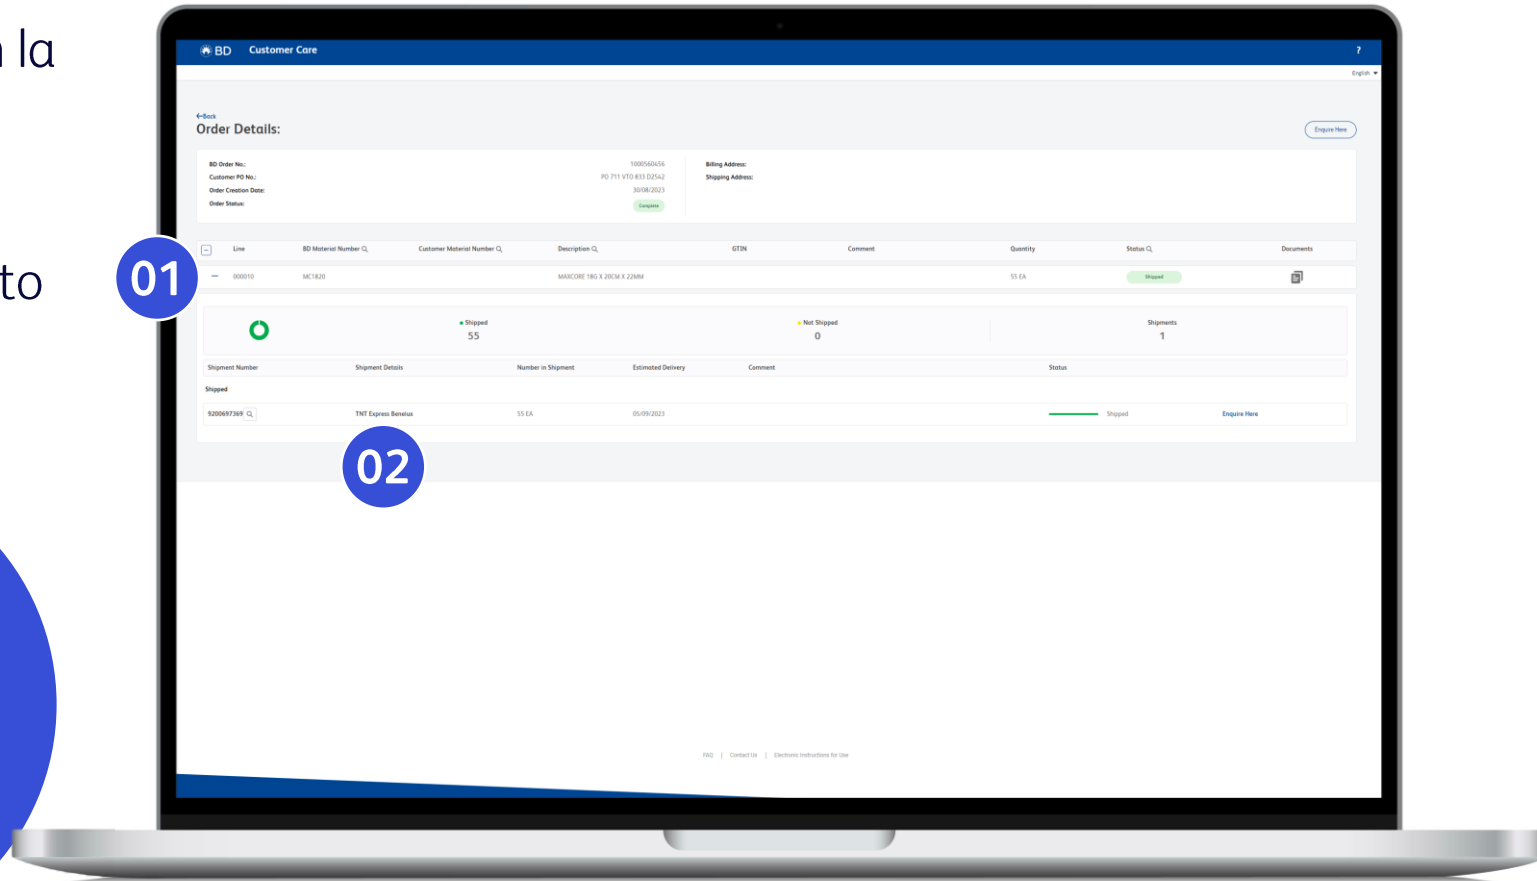 la
to
01
02
BD Customer Care ?
English
Back
Order Details:
Enquire Here
BD Order No.: 1000560456
Customer PO No.: PO 711 VTO 833 D2542
Order Creation Date: 30/08/2023
Order Status: Complete
Billing Address:
Shipping Address:
Line BD Material Number Customer Material Number Description GTIN Comment Quantity Status Documents
000010 MC1820 MAXCORE 18G X 20CM X 22MM 55 EA Shipped
Shipped Not Shipped Shipments
55 0 1
Shipment Number Shipment Details Number in Shipment Estimated Delivery Comment Status
Shipped
9200697369 TNT Express Benelux 55 EA 05/09/2023 Shipped Enquire Here
FAQ | Contact Us | Electronic Instructions for Use